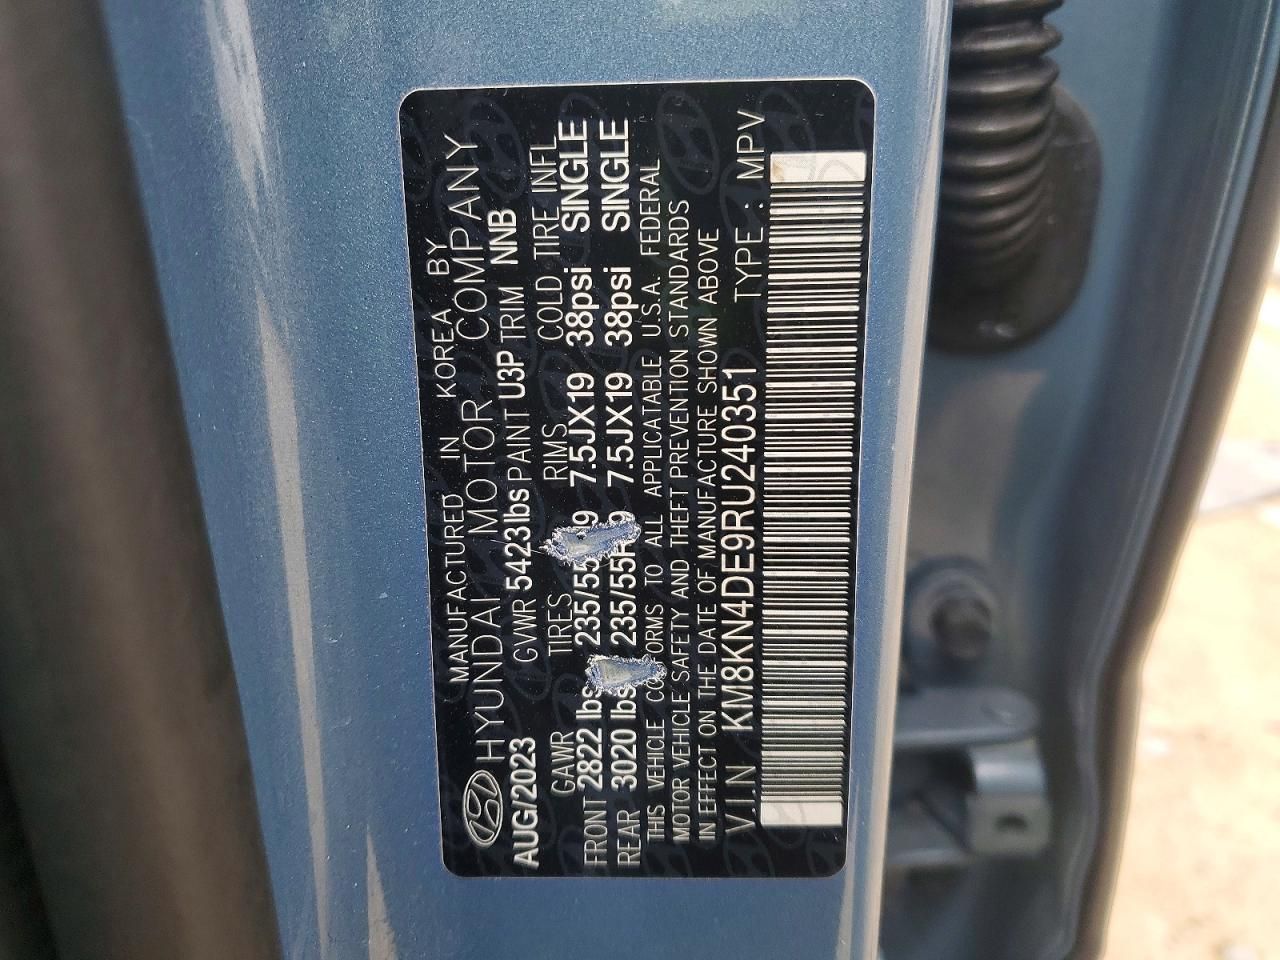 MANUFACTURED IN KOREA BY
HYUNDAI MOTOR COMPANY
AUG/2023 GVWR 5423lbs PAINT U3P TRIM NNB
GAWR TIRES RIMS COLD TIRE INFL
FRONT 2822 lbs 235/55 19 7.5JX19 38psi SINGLE
REAR 3020 lbs 235/55R19 7.5JX19 38psi SINGLE
THIS VEHICLE CONFORMS TO ALL APPLICATABLE U.S.A. FEDERAL
MOTOR VEHICLE SAFETY AND THEFT PREVENTION STANDARDS
IN EFFECT ON THE DATE OF MANUFACTURE SHOWN ABOVE
V.I.N KM8KN4DE9RU240351 TYPE : MPV